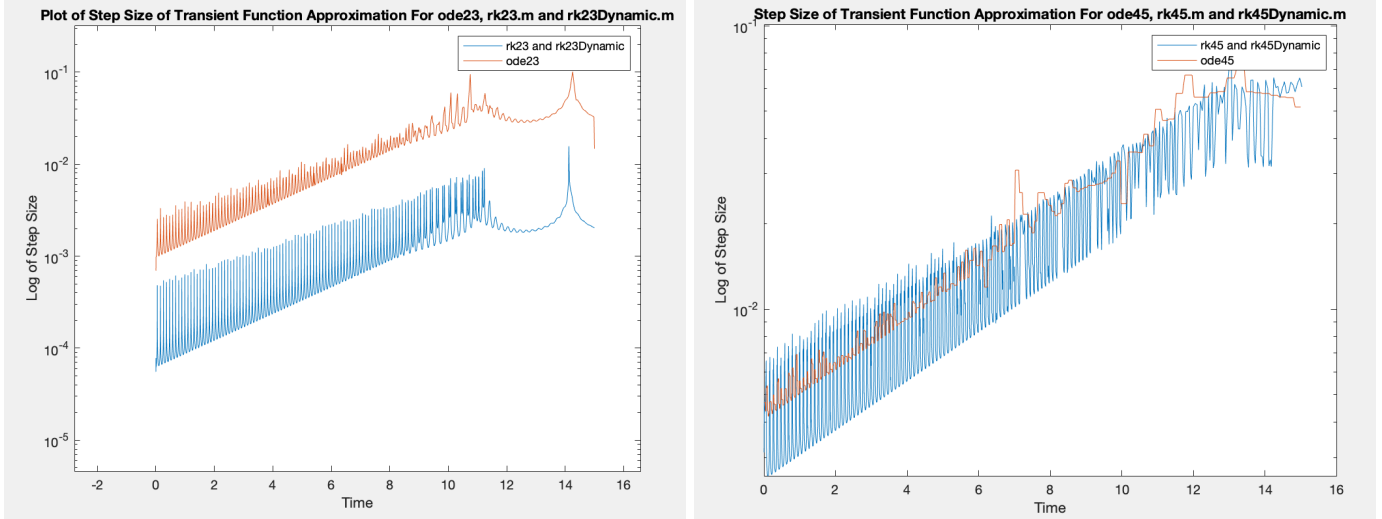 Plot of Step Size of Transient Function Approximation For ode23, rk23.m and rk23Dynamic.m
rk23 and rk23Dynamic
ode23
10^-1
10^-2
10^-3
10^-4
10^-5
Log of Step Size
-2 0 2 4 6 8 10 12 14 16
Time
Step Size of Transient Function Approximation For ode45, rk45.m and rk45Dynamic.m
rk45 and rk45Dynamic
ode45
10^-1
10^-2
Log of Step Size
0 2 4 6 8 10 12 14 16
Time